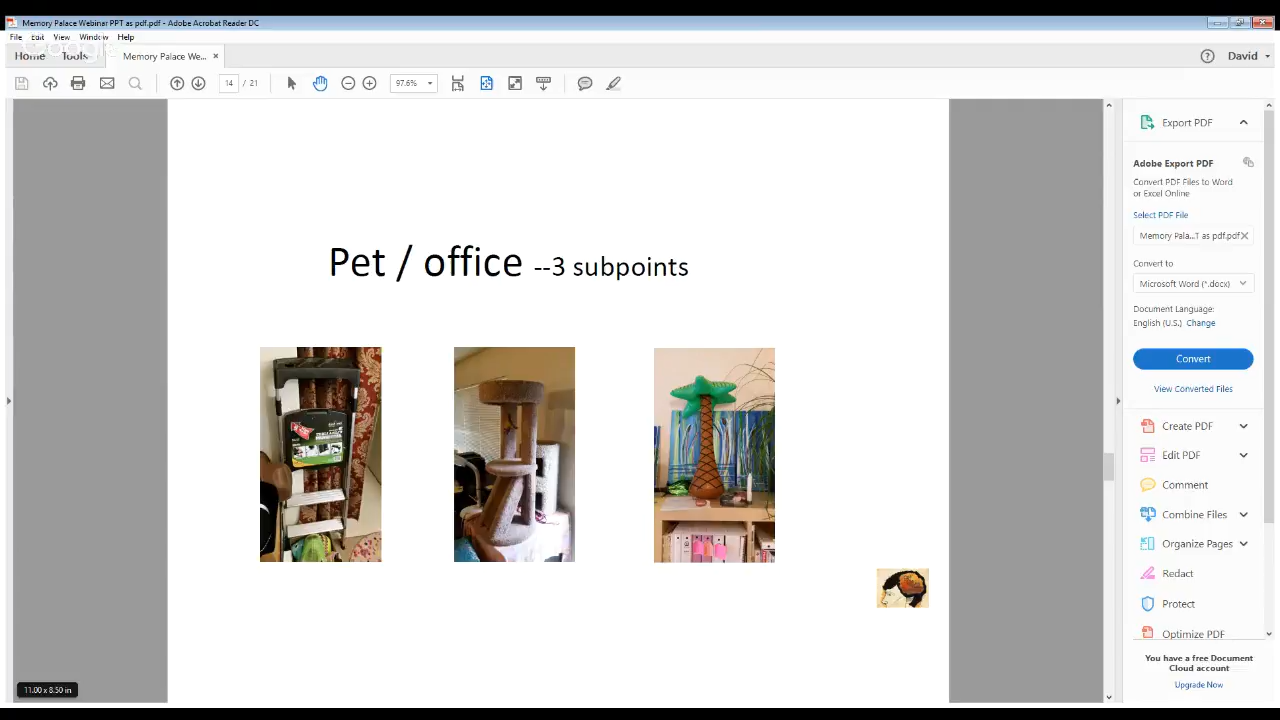 Memory Palace Webinar PPT as pdf.pdf - Adobe Acrobat Reader DC
File Edit View Window Help
Google
Home Tools Memory Palace We... × ? David
14 / 21 97.6%
Export PDF
Adobe Export PDF
Convert PDF Files to Word
or Excel Online
Select PDF File
Memory Pala...T as pdf.pdf
Convert to
Microsoft Word (*.docx)
Document Language:
English (U.S.) Change
Convert
View Converted Files
Create PDF
Edit PDF
Comment
Combine Files
Organize Pages
Redact
Protect
Optimize PDF
You have a free Document
Cloud account
Upgrade Now
Pet / office --3 subpoints
11.00 x 8.50 in